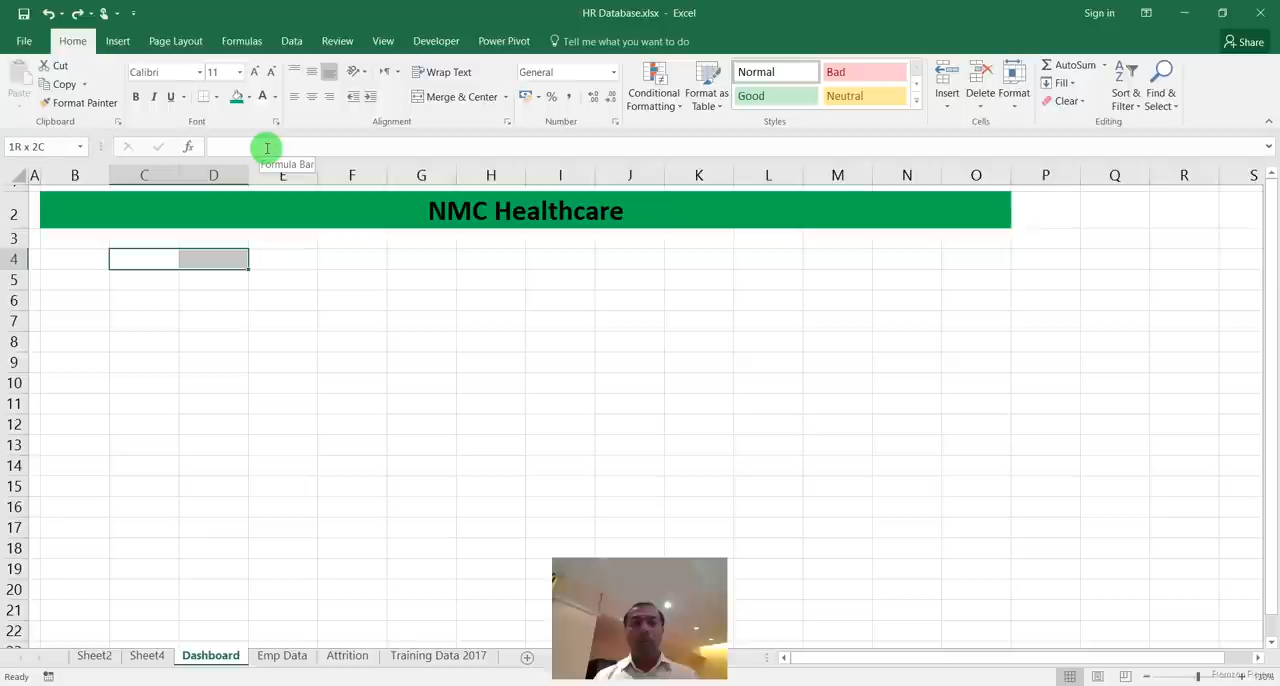 HR Database.xlsx - Excel
Sign in
File Home Insert Page Layout Formulas Data Review View Developer Power Pivot Tell me what you want to do Share
Paste Cut Copy Format Painter Clipboard
Calibri 11 B I U Font
Wrap Text Merge & Center Alignment
General % , Number
Conditional Formatting Format as Table Normal Bad Good Neutral Styles
Insert Delete Format Cells
AutoSum Fill Clear Sort & Filter Find & Select Editing
1R x 2C fx
Formula Bar
A B C D E F G H I J K L M N O P Q R S
2 NMC Healthcare
3
4
5
6
7
8
9
10
11
12
13
14
15
16
17
18
19
20
21
22
Sheet2 Sheet4 Dashboard Emp Data Attrition Training Data 2017
Ready